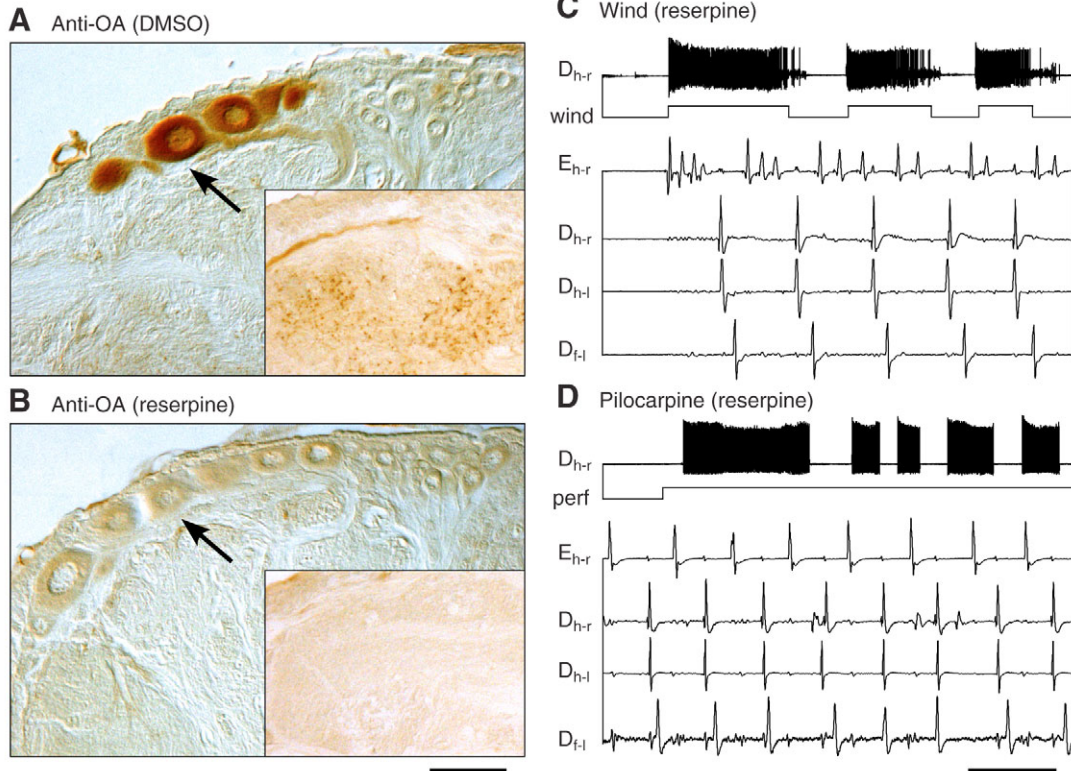 A Anti-OA (DMSO)
B Anti-OA (reserpine)
C Wind (reserpine)
Dh-r
wind
Eh-r
Dh-r
Dh-l
Df-l
D Pilocarpine (reserpine)
Dh-r
perf
Eh-r
Dh-r
Dh-l
Df-l